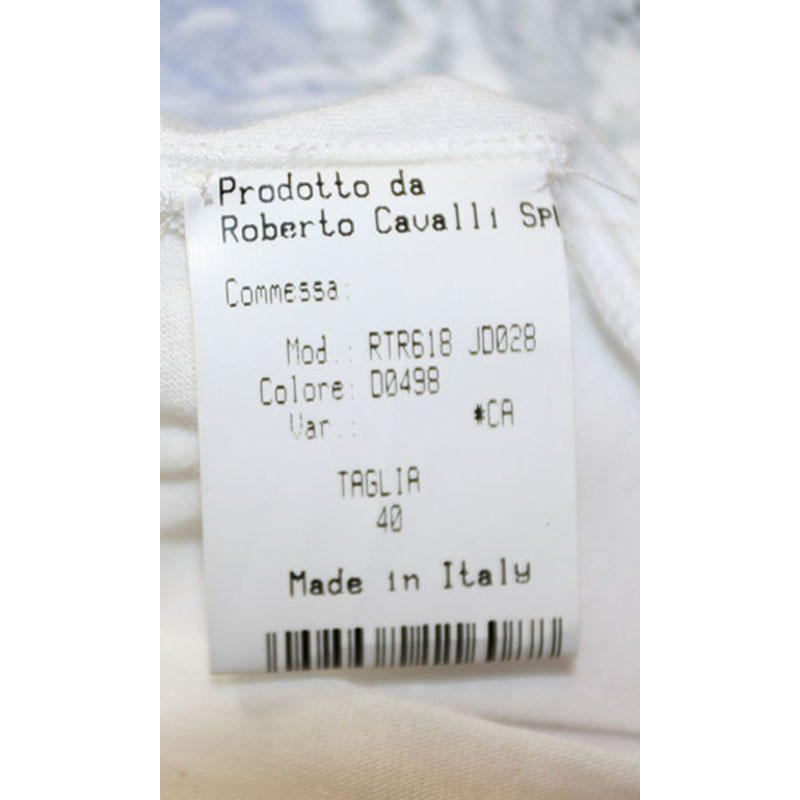 Prodotto da
Roberto Cavalli Sp
Commessa:
Mod.: RTR618 JD028
Colore: D0498
Var.: *CA
TAGLIA
40
Made in Italy